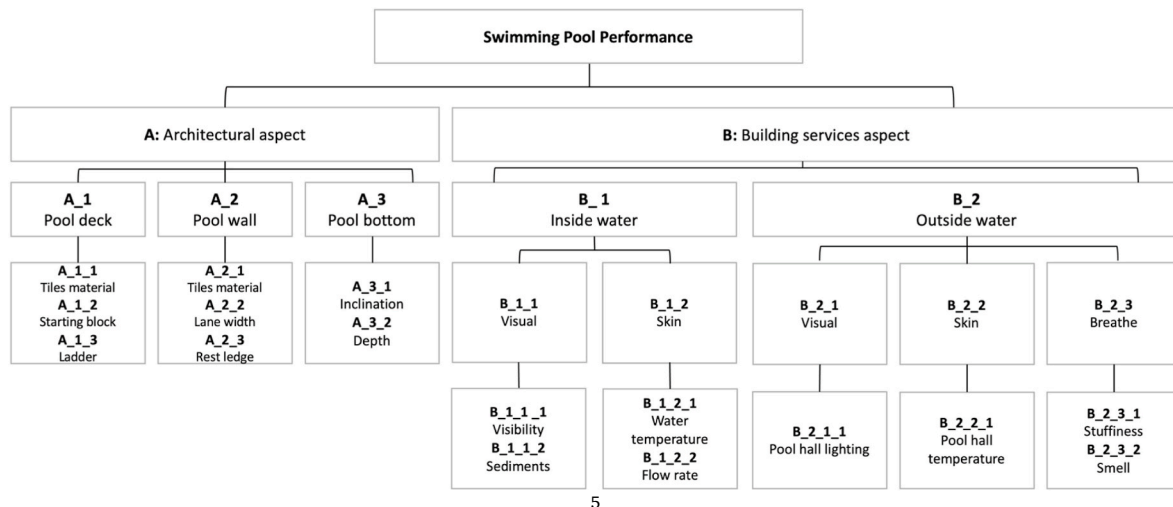 Swimming Pool Performance
A: Architectural aspect
B: Building services aspect
A_1
Pool deck
A_2
Pool wall
A_3
Pool bottom
B_ 1
Inside water
B_2
Outside water
A_1_1
Tiles material
A_1_2
Starting block
A_1_3
Ladder
A_2_1
Tiles material
A_2_2
Lane width
A_2_3
Rest ledge
A_3_1
Inclination
A_3_2
Depth
B_1_1
Visual
B_1_2
Skin
B_2_1
Visual
B_2_2
Skin
B_2_3
Breathe
B_1_1 _1
Visibility
B_1_1_2
Sediments
B_1_2_1
Water
temperature
B_1_2_2
Flow rate
B_2_1_1
Pool hall lighting
B_2_2_1
Pool hall
temperature
B_2_3_1
Stuffiness
B_2_3_2
Smell
5